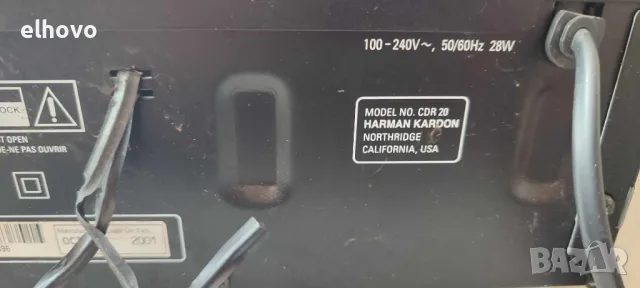 elhovo
100-240V~, 50/60Hz 28W
OCK
T OPEN
E-NE PAS OUVRIR
MODEL NO. CDR 20
HARMAN KARDON
NORTHRIDGE
CALIFORNIA, USA
2001
BAZAR